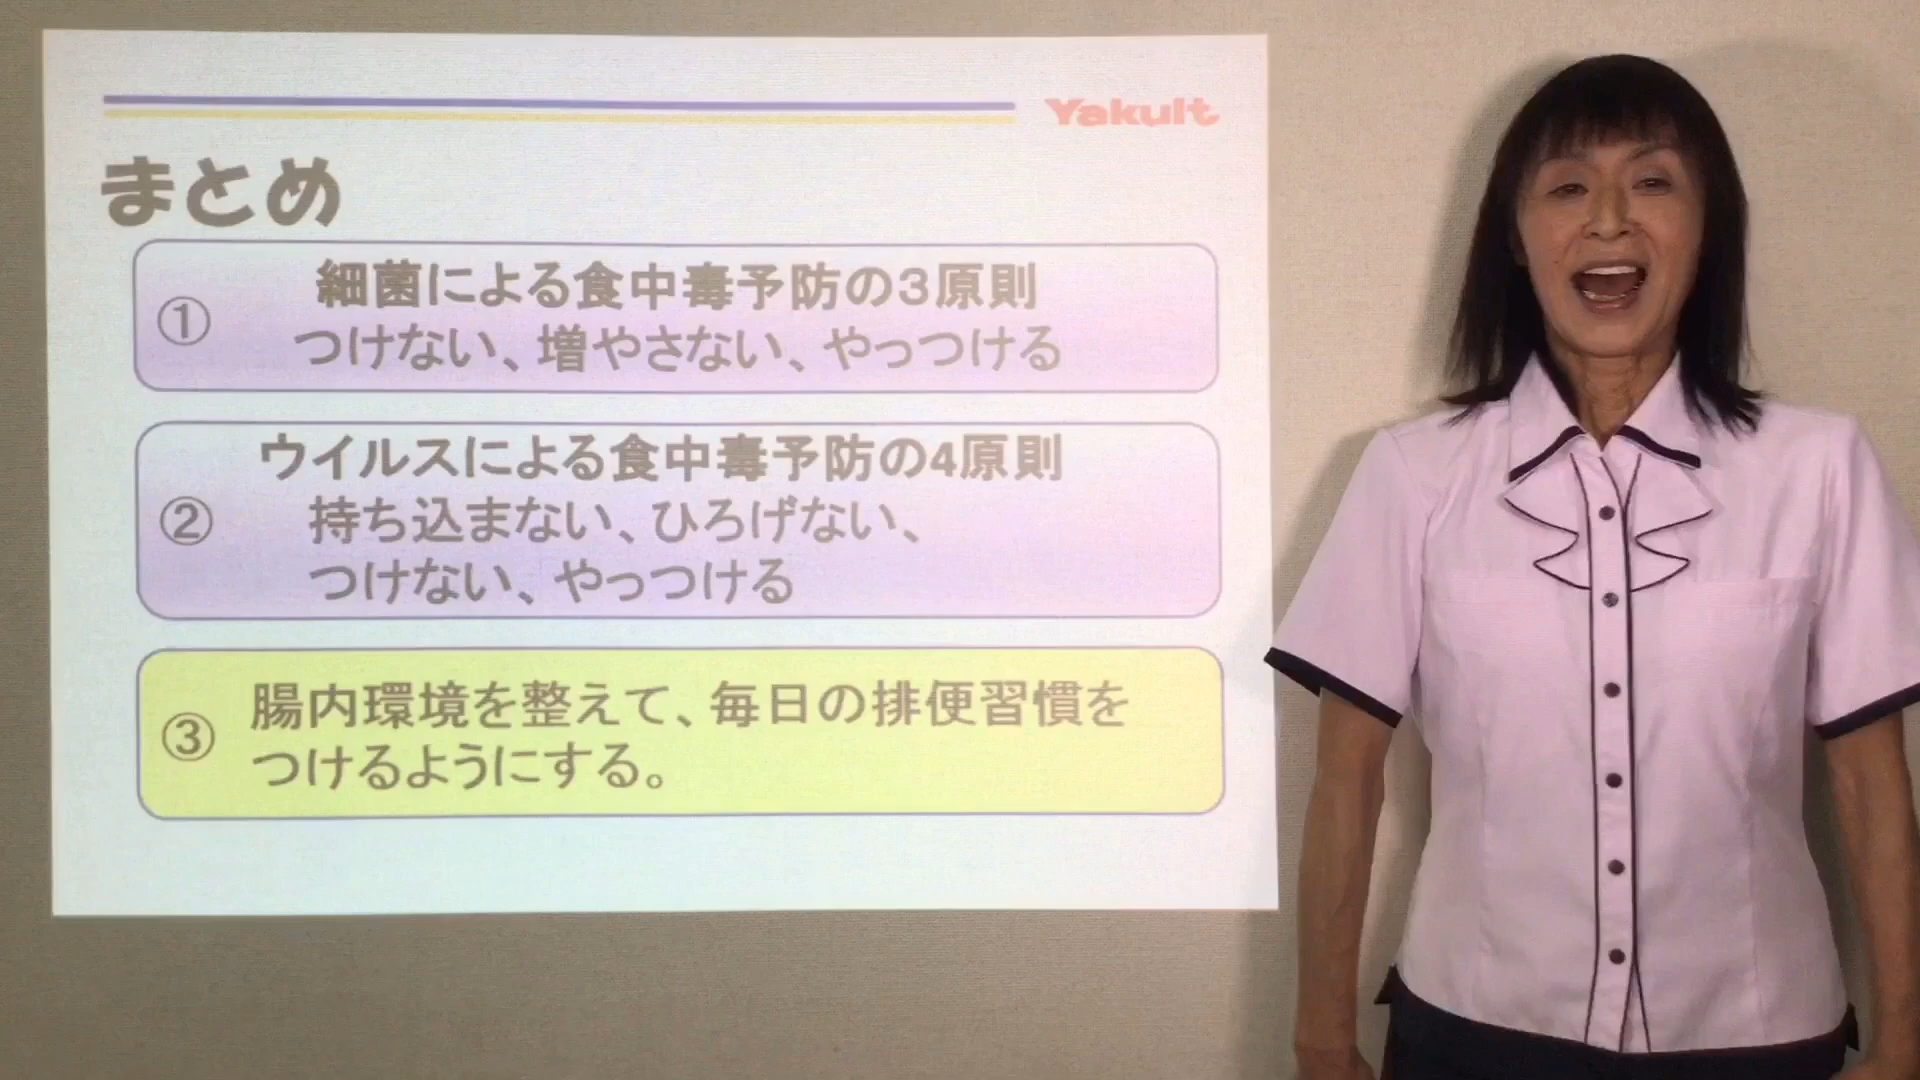 Yakult
まとめ
① 細菌による食中毒予防の3原則
つけない、増やさない、やっつける
② ウイルスによる食中毒予防の4原則
持ち込まない、ひろげない、
つけない、やっつける
③ 腸内環境を整えて、毎日の排便習慣を
つけるようにする。